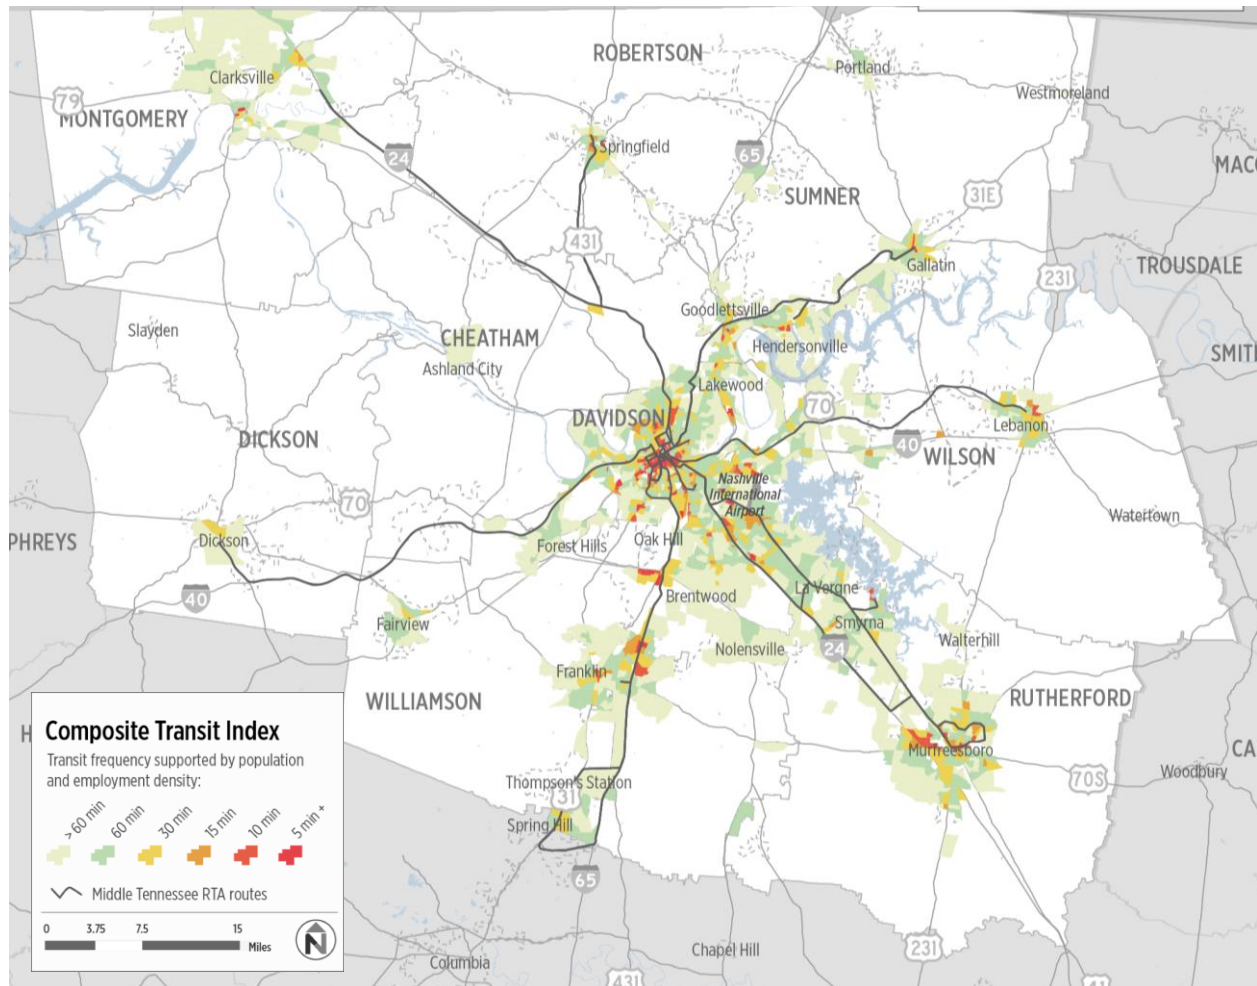 ROBERTSON
Clarksville
Portland
79
MONTGOMERY
Westmoreland
24
Springfield
65
MAC
SUMNER
31E
431
Gallatin
TROUSDALE
231
Goodlettsville
Slayden
CHEATHAM
Hendersonville
SMIT
Ashland City
Lakewood
70
DAVIDSON
Lebanon
DICKSON
40
WILSON
Nashville
International
Airport
70
Watertown
PHREYS
Dickson
Forest Hills
Oak Hill
40
La Vergne
Brentwood
Fairview
Smyrna
Walterhill
Nolensville
24
Franklin
WILLIAMSON
RUTHERFORD
H
Murfreesboro
CA
Woodbury
70S
Thompson's Station
31
Spring Hill
65
231
Chapel Hill
Columbia
431
41
Composite Transit Index
Transit frequency supported by population
and employment density:
> 60 min
60 min
30 min
15 min
10 min
5 min +
Middle Tennessee RTA routes
0 3.75 7.5 15
Miles
N